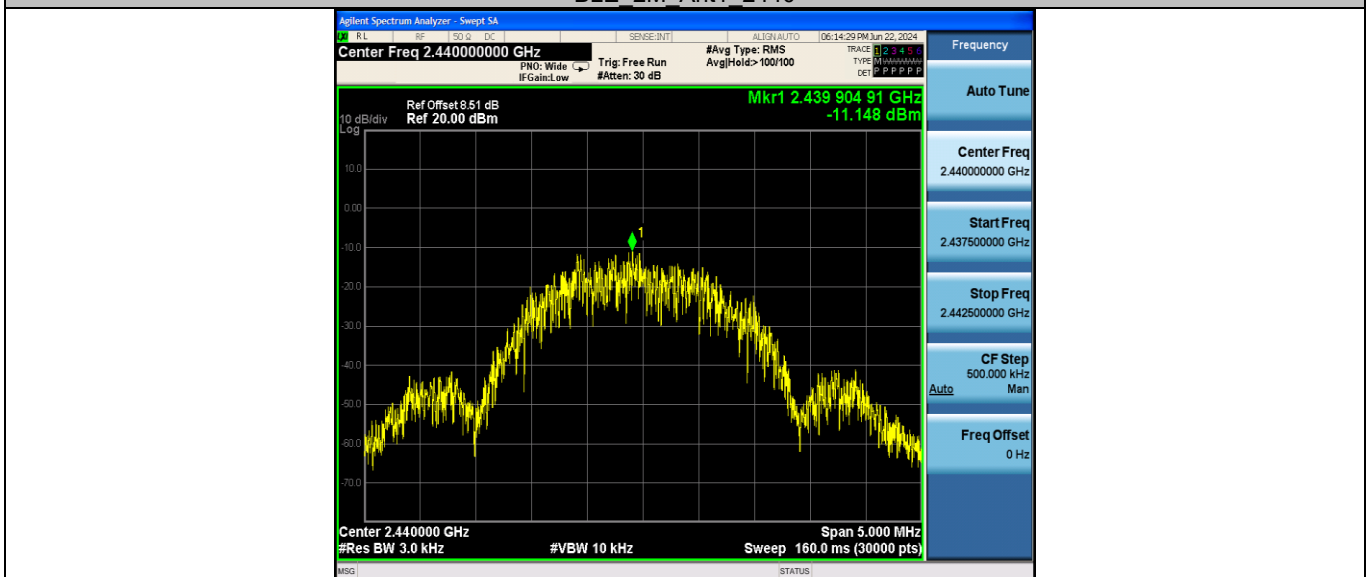 Agilent Spectrum Analyzer - Swept SA
RL RF 50 Ω DC SENSE:INT ALIGN AUTO 06:14:29 PM Jun 22, 2024
Center Freq 2.440000000 GHz
PNO: Wide
IFGain:Low
Trig: Free Run
#Atten: 30 dB
#Avg Type: RMS
Avg|Hold:> 100/100
TRACE 1 2 3 4 5 6
TYPE M
DET P P P P P P
Mkr1 2.439 904 91 GHz
-11.148 dBm
Ref Offset 8.51 dB
10 dB/div Ref 20.00 dBm
Log
10.0
0.00
-10.0
-20.0
-30.0
-40.0
-50.0
-60.0
-70.0
1
Center 2.440000 GHz Span 5.000 MHz
#Res BW 3.0 kHz #VBW 10 kHz Sweep 160.0 ms (30000 pts)
MSG STATUS
Frequency
Auto Tune
Center Freq
2.440000000 GHz
Start Freq
2.437500000 GHz
Stop Freq
2.442500000 GHz
CF Step
500.000 kHz
Auto Man
Freq Offset
0 Hz